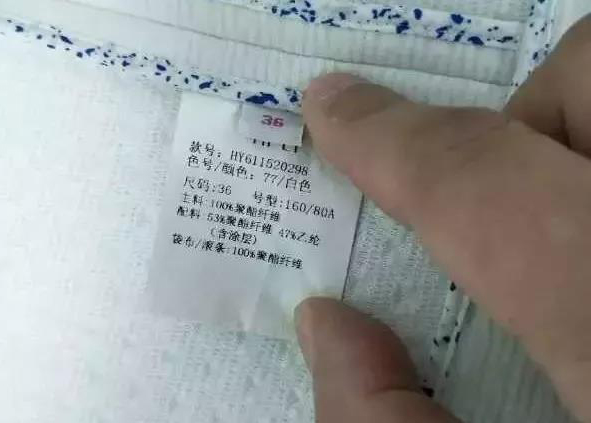 36
款号: HY611520298
色号/颜色: 77/白色
尺码:36 号型:160/80A
主料:100%聚酯纤维
配料:53%聚酯纤维 47%乙纶
(含涂层)
袋布/滚条:100%聚酯纤维